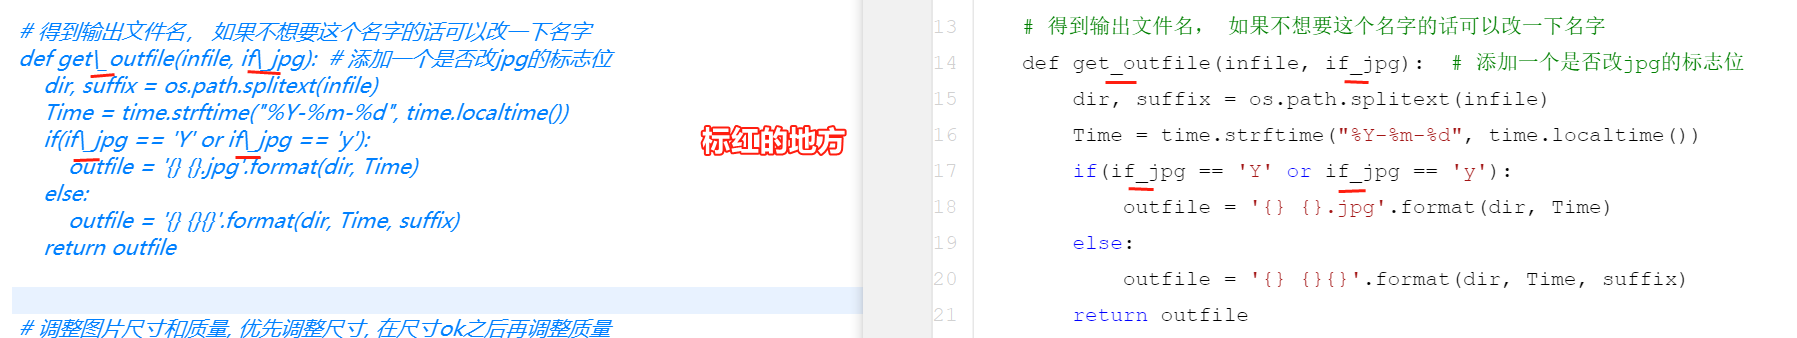 # 得到输出文件名， 如果不想要这个名字的话可以改一下名字
def get\_outfile(infile, if\_jpg):  # 添加一个是否改jpg的标志位
    dir, suffix = os.path.splitext(infile)
    Time = time.strftime("%Y-%m-%d", time.localtime())
    if(if\_jpg == 'Y' or if\_jpg == 'y'):
        outfile = '{} {}.jpg'.format(dir, Time)
    else:
        outfile = '{} {}{}'.format(dir, Time, suffix)
    return outfile
# 调整图片尺寸和质量, 优先调整尺寸, 在尺寸ok之后再调整质量
标红的地方
13 # 得到输出文件名， 如果不想要这个名字的话可以改一下名字
14 def get_outfile(infile, if_jpg):  # 添加一个是否改jpg的标志位
15     dir, suffix = os.path.splitext(infile)
16     Time = time.strftime("%Y-%m-%d", time.localtime())
17     if(if_jpg == 'Y' or if_jpg == 'y'):
18         outfile = '{} {}.jpg'.format(dir, Time)
19     else:
20         outfile = '{} {}{}'.format(dir, Time, suffix)
21     return outfile